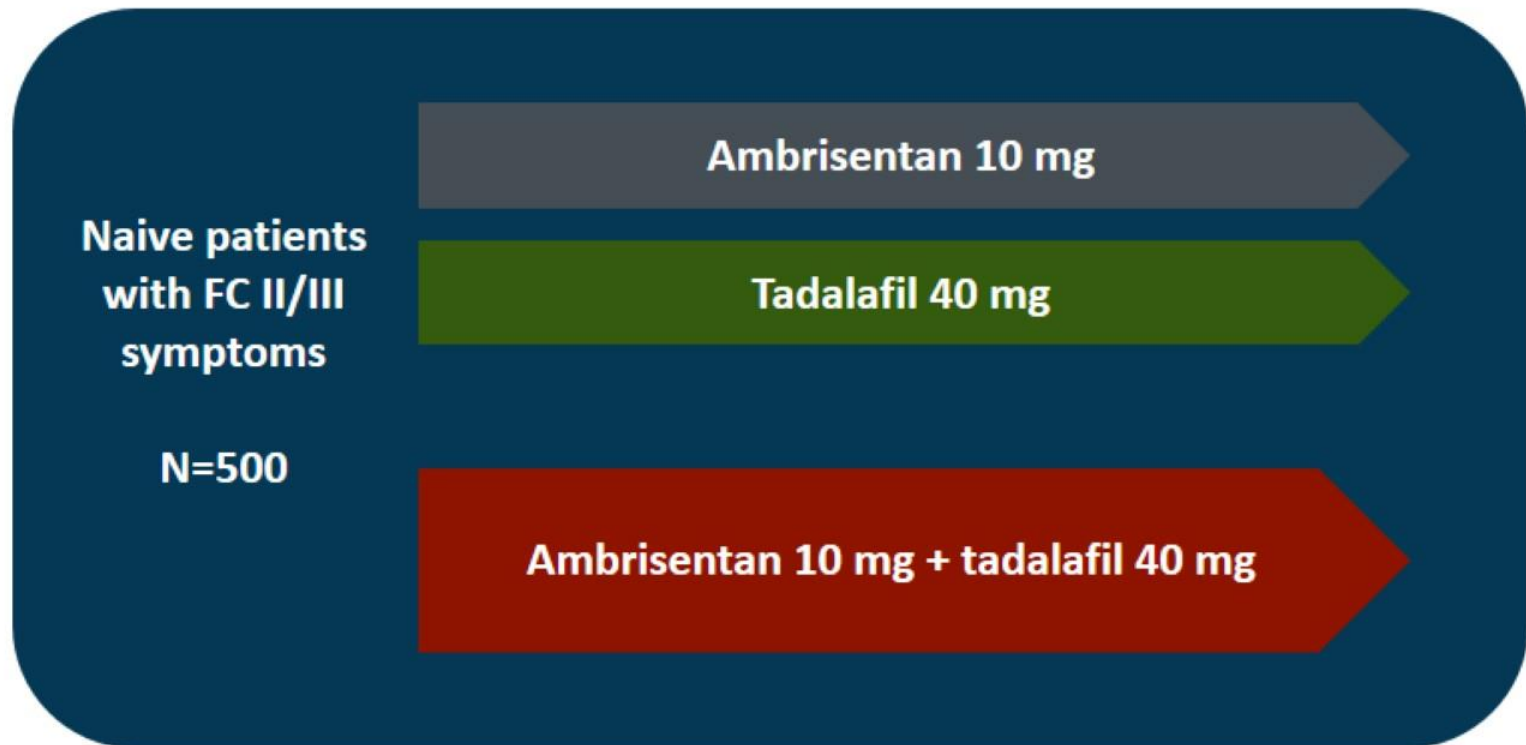 Ambrisentan 10 mg
Naive patients
with FC II/III
symptoms
Tadalafil 40 mg
N=500
Ambrisentan 10 mg + tadalafil 40 mg